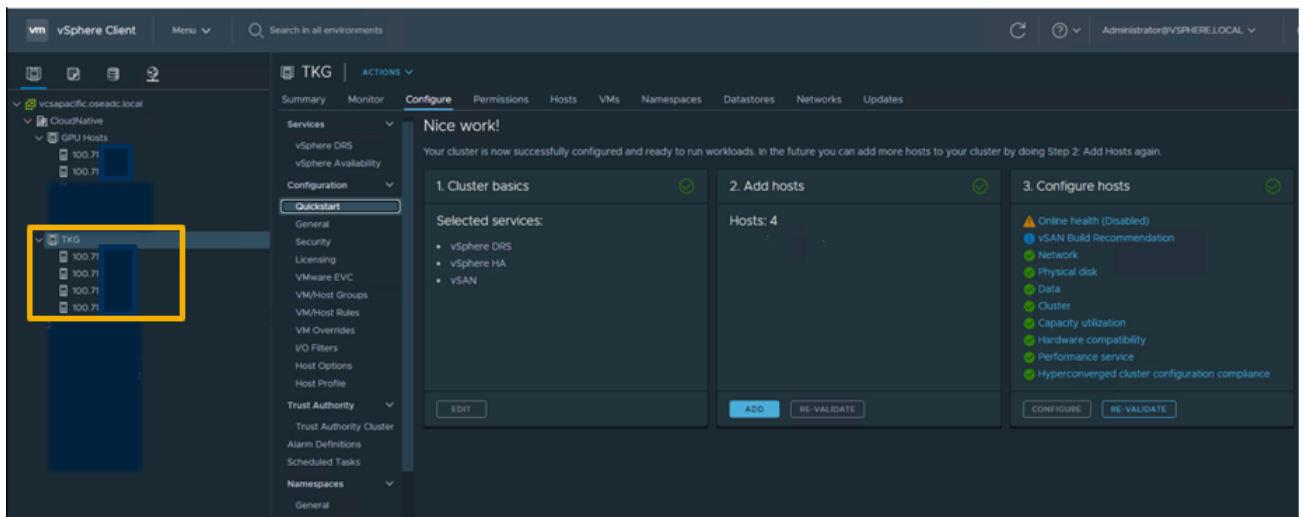 vm vSphere Client Menu Search in all environments Administrator@VSPHERE.LOCAL
TKG ACTIONS
Summary Monitor Configure Permissions Hosts VMs Namespaces Datastores Networks Updates
vcsapacific.oseadc.local
CloudNative
GPU Hosts
100.71
100.71
TKG
100.71
100.71
100.71
100.71
Services
vSphere DRS
vSphere Availability
Configuration
Quickstart
General
Security
Licensing
VMware EVC
VM/Host Groups
VM/Host Rules
VM Overrides
I/O Filters
Host Options
Host Profile
Trust Authority
Trust Authority Cluster
Alarm Definitions
Scheduled Tasks
Namespaces
General
Nice work!
Your cluster is now successfully configured and ready to run workloads. In the future you can add more hosts to your cluster by doing Step 2: Add Hosts again.
1. Cluster basics
Selected services:
• vSphere DRS
• vSphere HA
• vSAN
EDIT
2. Add hosts
Hosts: 4
ADD RE-VALIDATE
3. Configure hosts
Online health (Disabled)
vSAN Build Recommendation
Network
Physical disk
Data
Cluster
Capacity utilization
Hardware compatibility
Performance service
Hyperconverged cluster configuration compliance
CONFIGURE RE-VALIDATE